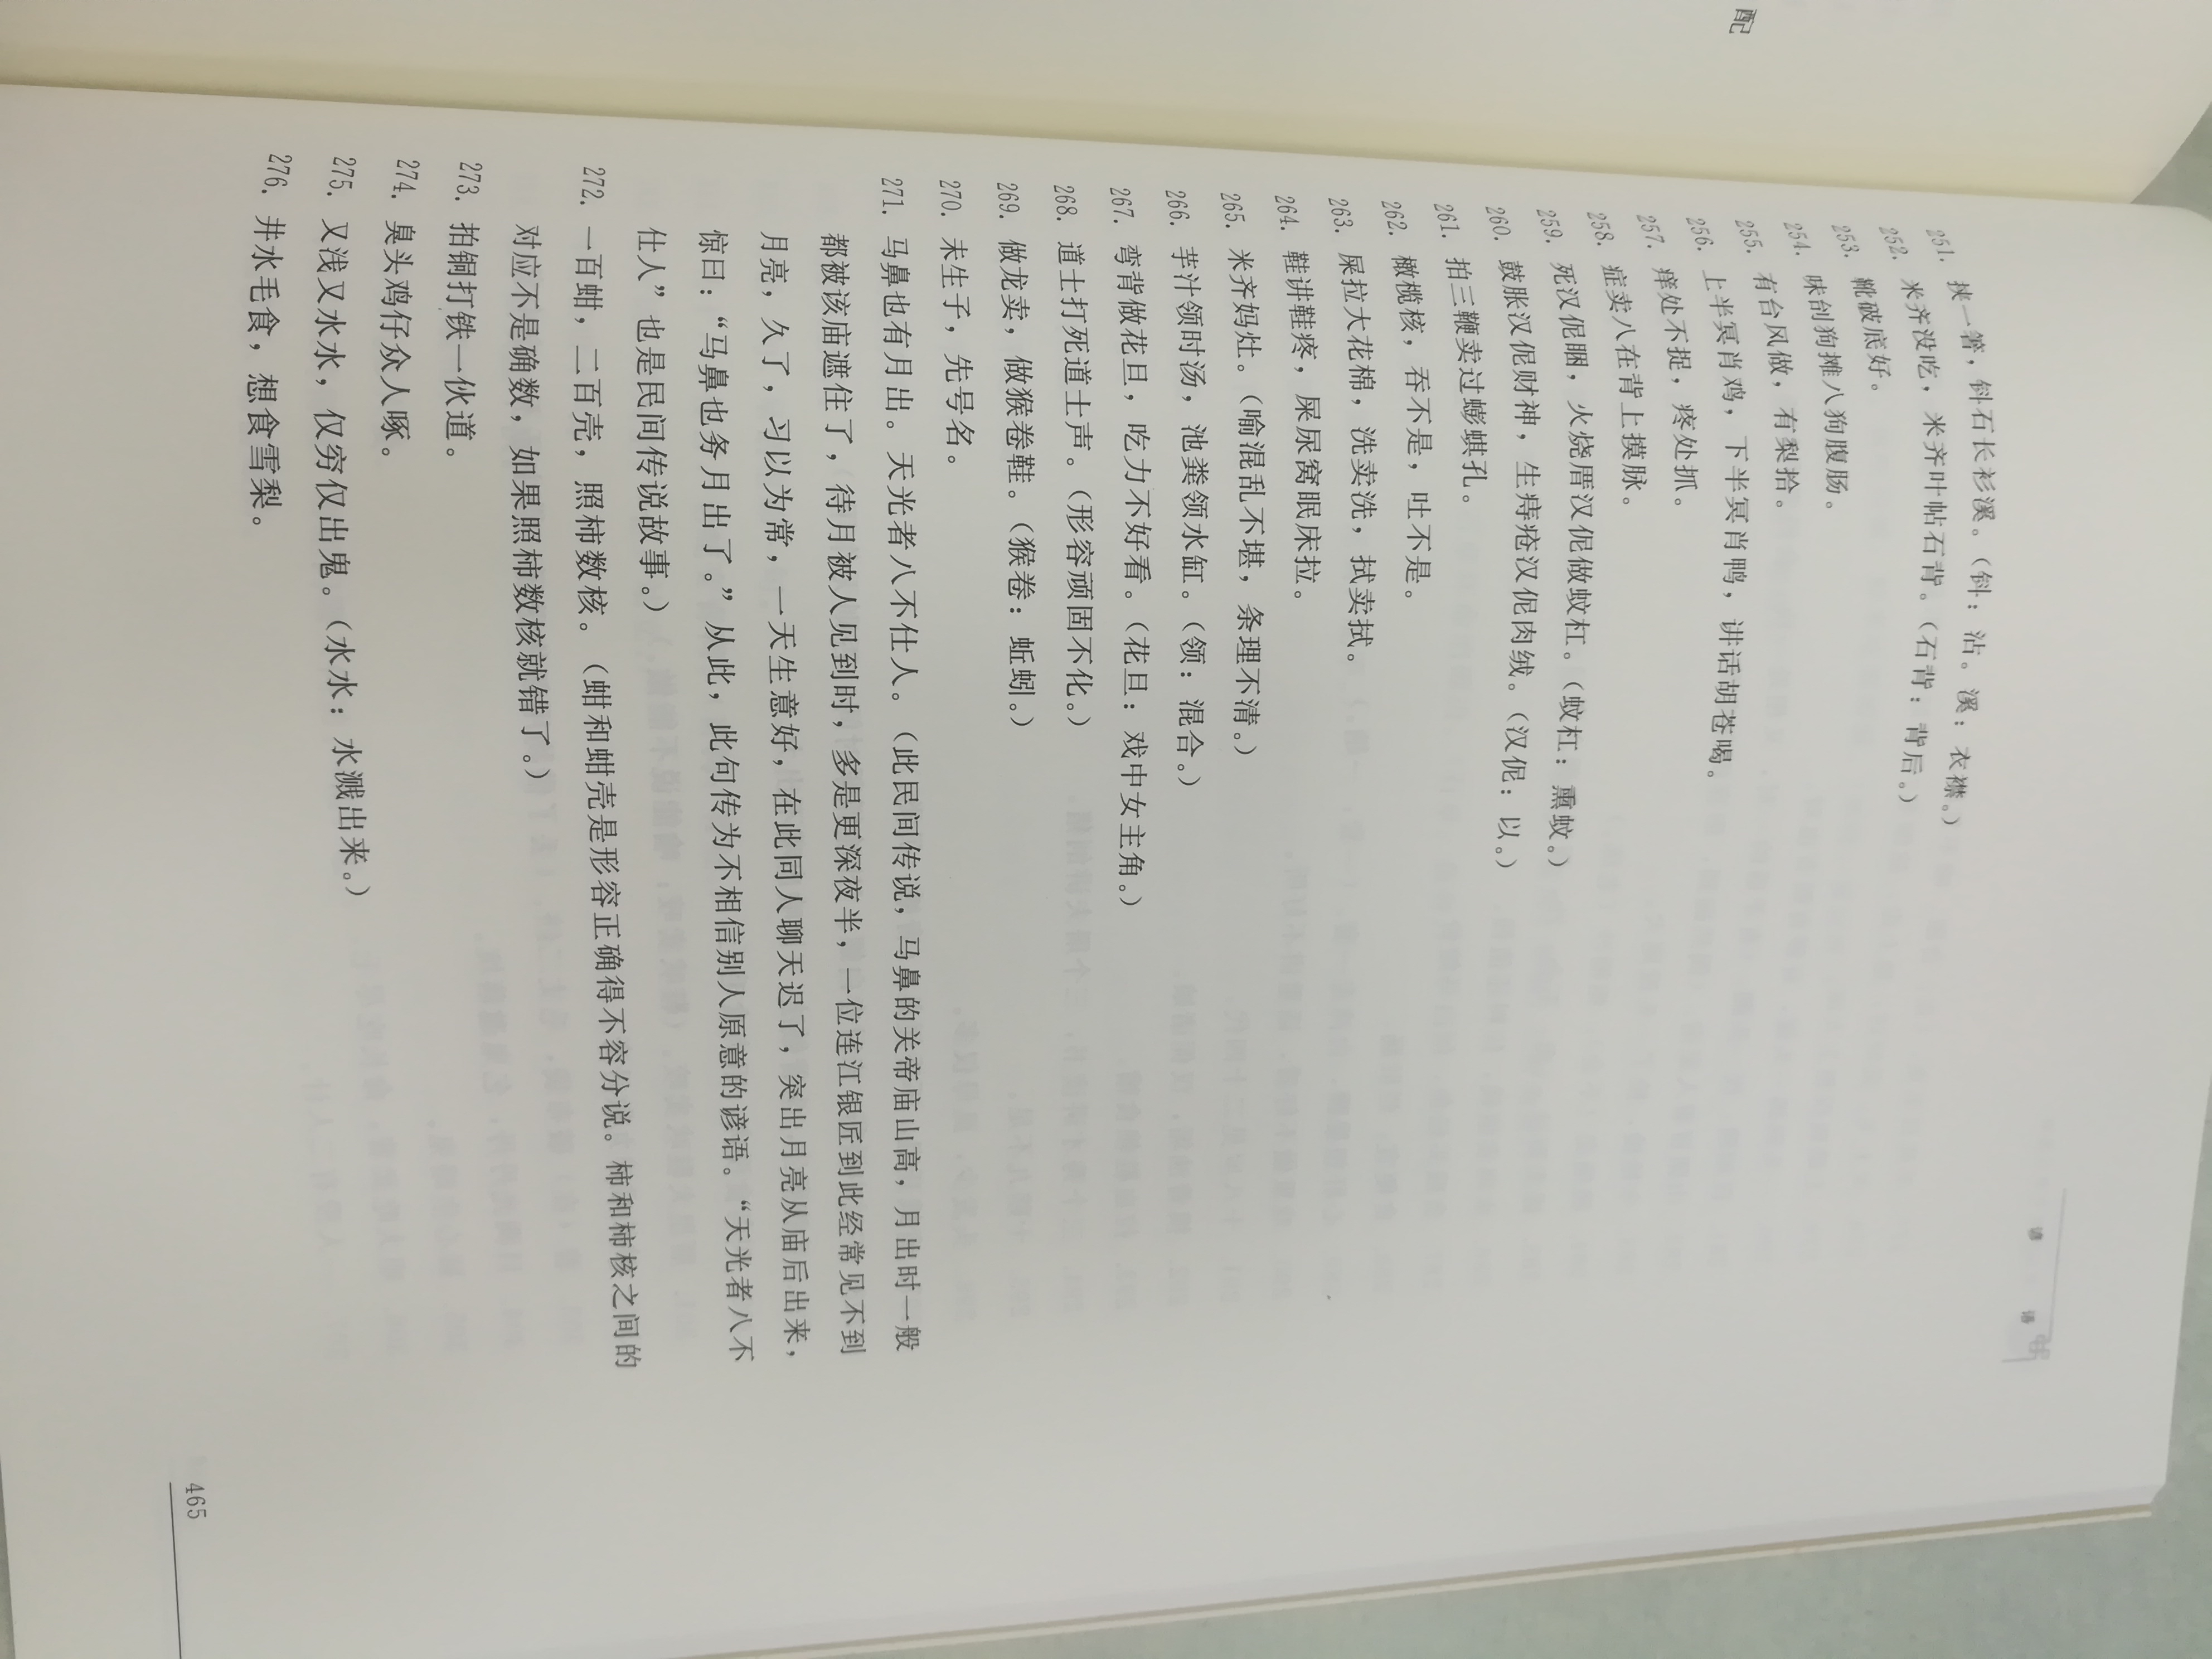 谚 语
配
251. 挟一箸，钭石长衫溪。（钭：沾。溪：衣襟。）
252. 米齐没吃，米齐叶帖石背。（石背：背后。）
253. 靴破底好。
254. 味刣狗摊八狗腹肠。
255. 有台风做，有梨拾。
256. 上半冥肖鸡，下半冥肖鸭，讲话胡苍喝。
257. 痒处不捉，疼处抓。
258. 症卖八在背上摸脉。
259. 死汉伲睏，火烧厝汉伲做蚊杠。（蚊杠：熏蚊。）
260. 鼓胀汉伲财神，生痔疮汉伲肉绒。（汉伲：以。）
261. 拍三鞭卖过蟛蜞孔。
262. 橄榄核，吞不是，吐不是。
263. 屎拉大花棉，洗卖洗，拭卖拭。
264. 鞋讲鞋疼，屎尿窝眠床拉。
265. 米齐妈灶。（喻混乱不堪，条理不清。）
266. 芋汁领时汤，池粪领水缸。（领：混合。）
267. 弯背做花旦，吃力不好看。（花旦：戏中女主角。）
268. 道士打死道士声。（形容顽固不化。）
269. 做龙卖，做猴卷鞋。（猴卷：蚯蚓。）
270. 未生子，先号名。
271. 马鼻也有月出。天光者八不仕人。（此民间传说，马鼻的关帝庙山高，月出时一般
都被该庙遮住了，待月被人见到时，多是更深夜半，一位连江银匠到此经常见不到
月亮，久了，习以为常，一天生意好，在此同人聊天迟了，突出月亮从庙后出来，
惊曰：“马鼻也务月出了。”从此，此句传为不相信别人原意的谚语。“天光者八不
仕人”也是民间传说故事。）
272. 一百蚶，二百壳，照柿数核。（蚶和蚶壳是形容正确得不容分说。柿和柿核之间的
对应不是确数，如果照柿数核就错了。）
273. 拍铜打铁一伙道。
274. 臭头鸡仔众人啄。
275. 又浅又水水，仅穷仅出鬼。（水水：水溅出来。）
276. 井水毛食，想食雪梨。
465